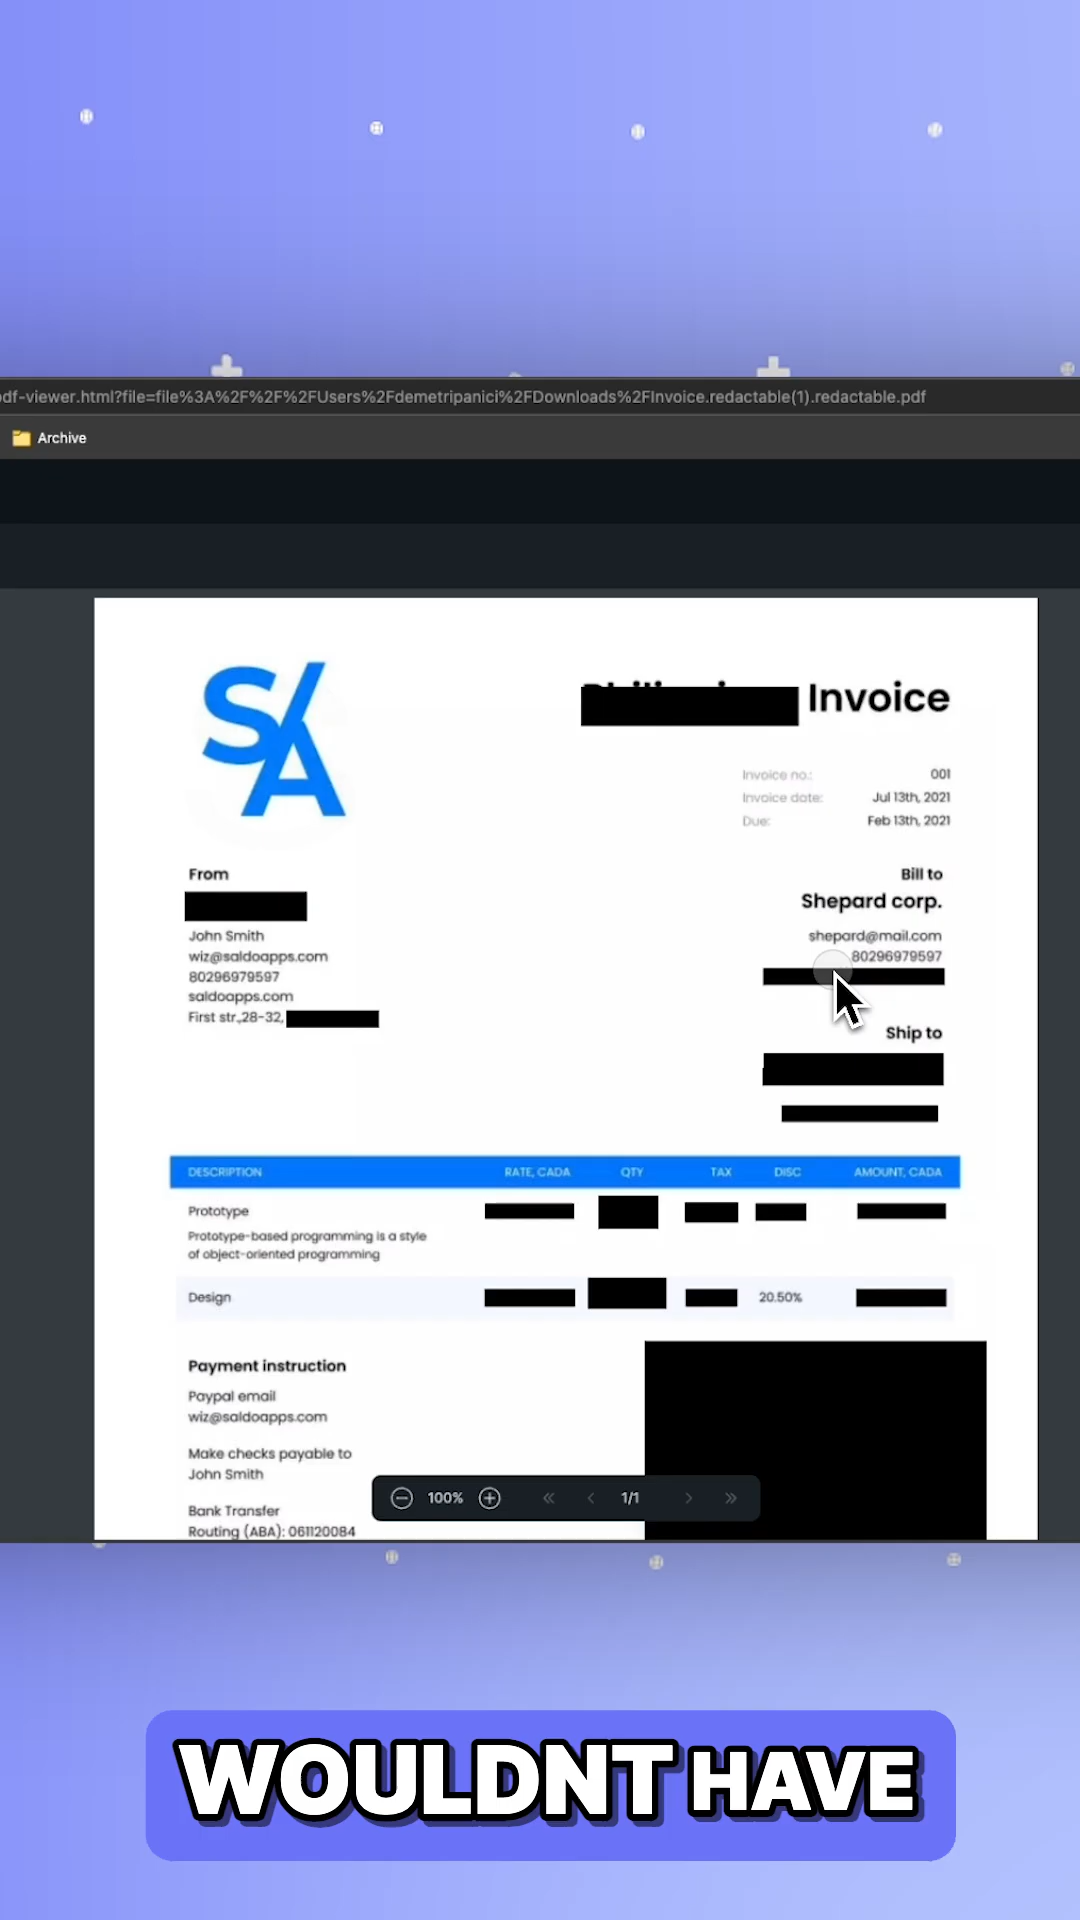 df-viewer.html?file=file%3A%2F%2F%2FUsers%2Fdemetripanici%2FDownloads%2FInvoice.redactable(1).redactable.pdf
Archive
SA
Invoice
Invoice no.: 001
Invoice date: Jul 13th, 2021
Due: Feb 13th, 2021
From
John Smith
wiz@saldoapps.com
80296979597
saldoapps.com
First str.,28-32,
Bill to
Shepard corp.
shepard@mail.com
80296979597
Ship to
DESCRIPTION RATE, CADA QTY TAX DISC AMOUNT, CADA
Prototype
Prototype-based programming is a style
of object-oriented programming
Design 20.50%
Payment instruction
Paypal email
wiz@saldoapps.com
Make checks payable to
John Smith
Bank Transfer
Routing (ABA): 061120084
100% 1/1
WOULDNT HAVE